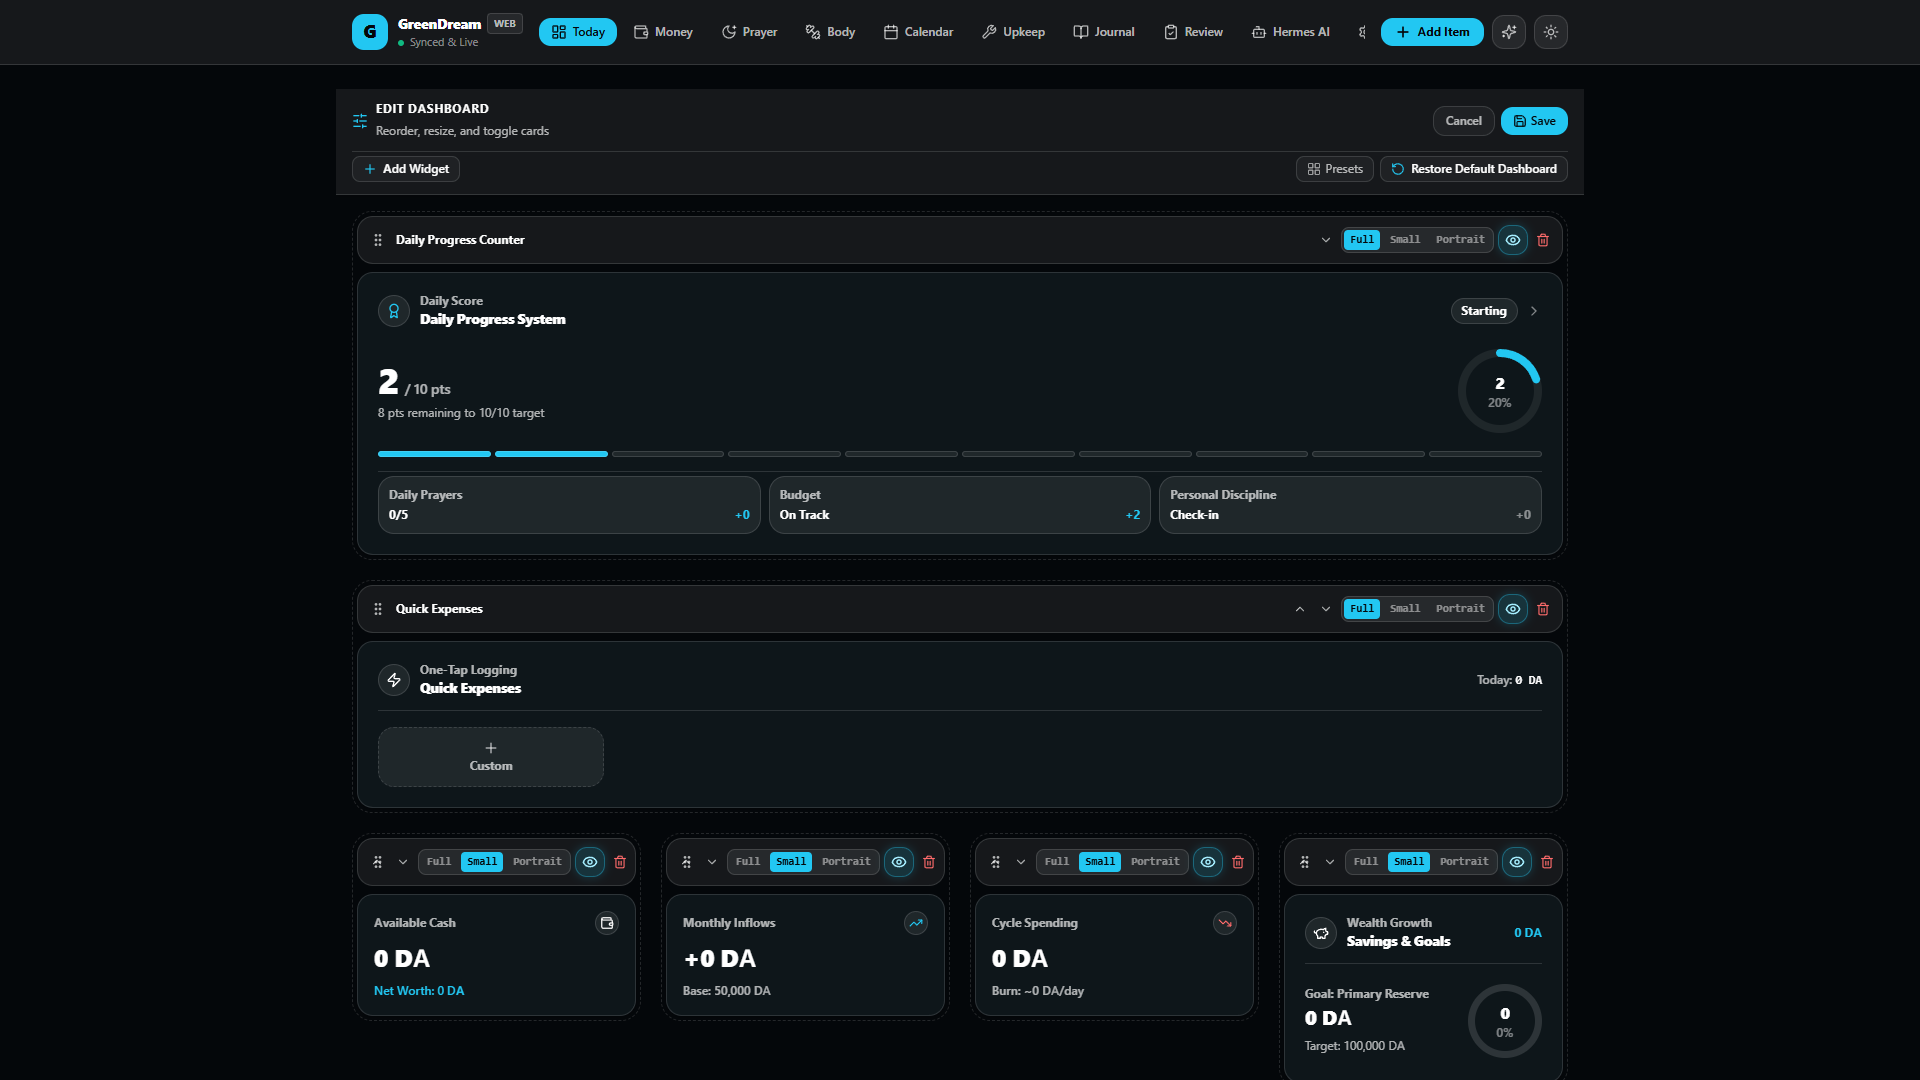 G
GreenDream WEB
Synced & Live
Today
Money
Prayer
Body
Calendar
Upkeep
Journal
Review
Hermes AI
Add Item
EDIT DASHBOARD
Reorder, resize, and toggle cards
Cancel
Save
Add Widget
Presets
Restore Default Dashboard
Daily Progress Counter
Full Small Portrait
Daily Score
Daily Progress System
Starting
2 / 10 pts
8 pts remaining to 10/10 target
2
20%
Daily Prayers
0/5 +0
Budget
On Track +2
Personal Discipline
Check-in +0
Quick Expenses
Full Small Portrait
One-Tap Logging
Quick Expenses
Today: 0 DA
Custom
Full Small Portrait
Available Cash
0 DA
Net Worth: 0 DA
Full Small Portrait
Monthly Inflows
+0 DA
Base: 50,000 DA
Full Small Portrait
Cycle Spending
0 DA
Burn: ~0 DA/day
Full Small Portrait
Wealth Growth
Savings & Goals
0 DA
Goal: Primary Reserve
0 DA
Target: 100,000 DA
0
0%